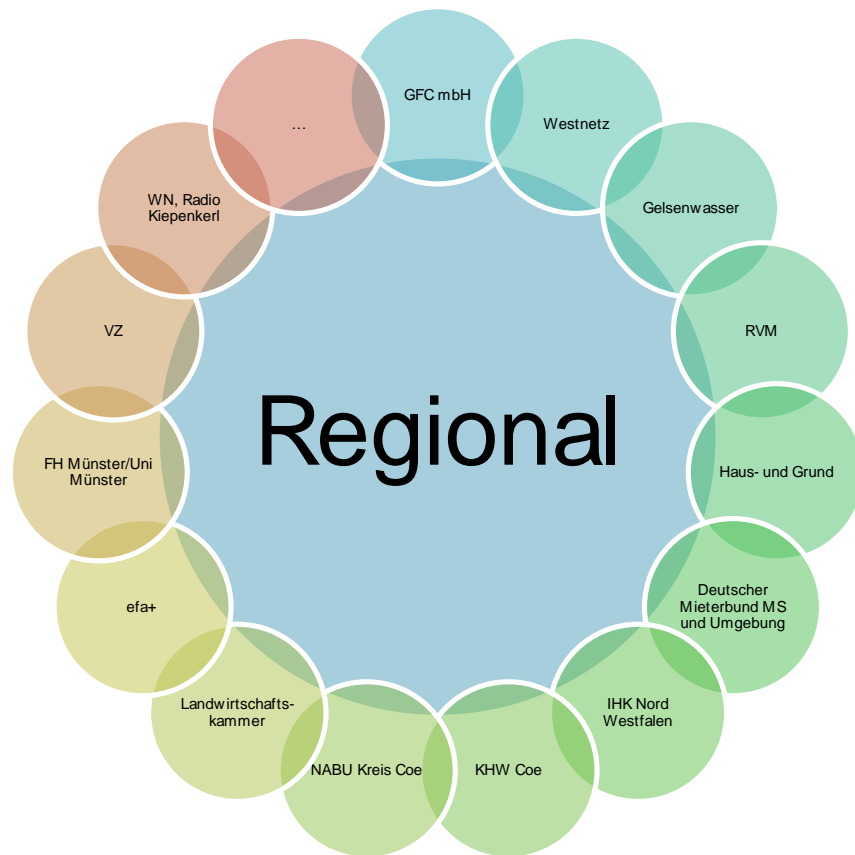 GFC mbH
Westnetz
Gelsenwasser
RVM
Haus- und Grund
Deutscher
Mieterbund MS
und Umgebung
IHK Nord
Westfalen
KHW Coe
NABU Kreis Coe
Landwirtschafts-
kammer
efa+
FH Münster/Uni
Münster
VZ
WN, Radio
Kiepenkerl
...
Regional